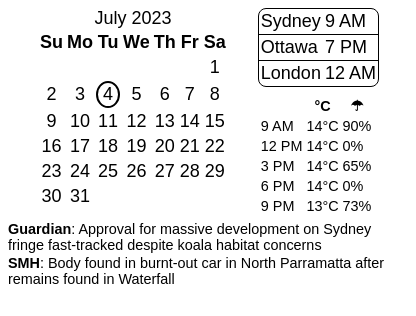 July 2023
Su Mo Tu We Th Fr Sa
1
2 3 4 5 6 7 8
9 10 11 12 13 14 15
16 17 18 19 20 21 22
23 24 25 26 27 28 29
30 31
Sydney 9 AM
Ottawa 7 PM
London 12 AM
°C ☂
9 AM 14°C 90%
12 PM 14°C 0%
3 PM 14°C 65%
6 PM 14°C 0%
9 PM 13°C 73%
Guardian: Approval for massive development on Sydney
fringe fast-tracked despite koala habitat concerns
SMH: Body found in burnt-out car in North Parramatta after
remains found in Waterfall